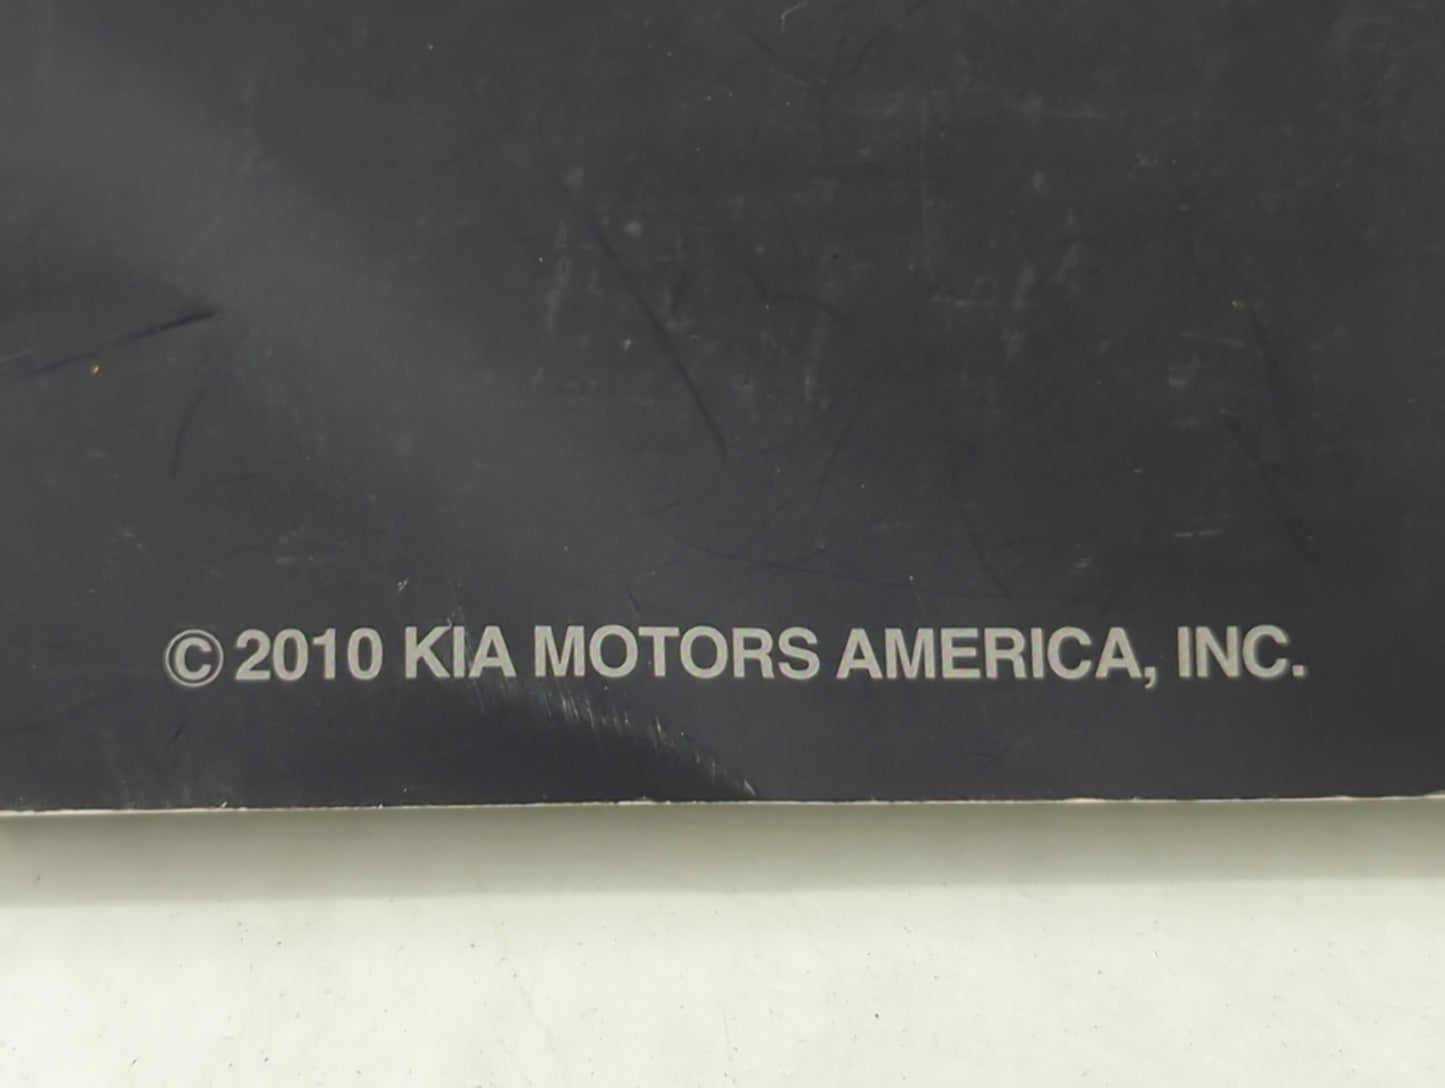 © 2010 KIA MOTORS AMERICA, INC.